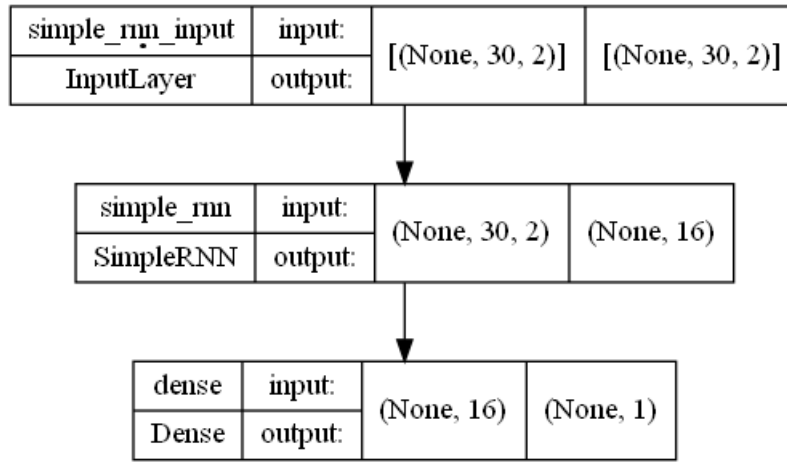 simple_rnn_input input: [(None, 30, 2)] [(None, 30, 2)]
InputLayer output:
simple_rnn input: (None, 30, 2) (None, 16)
SimpleRNN output:
dense input: (None, 16) (None, 1)
Dense output: